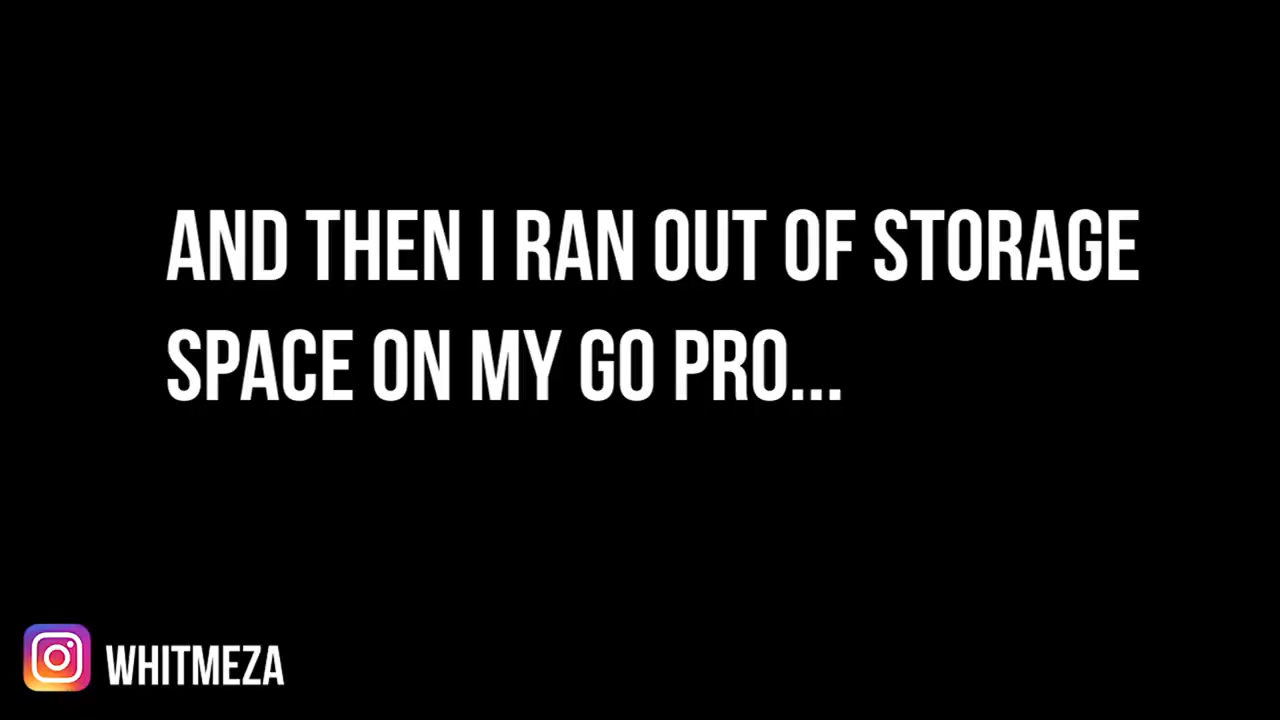 AND THEN I RAN OUT OF STORAGE
SPACE ON MY GO PRO...
WHITMEZA